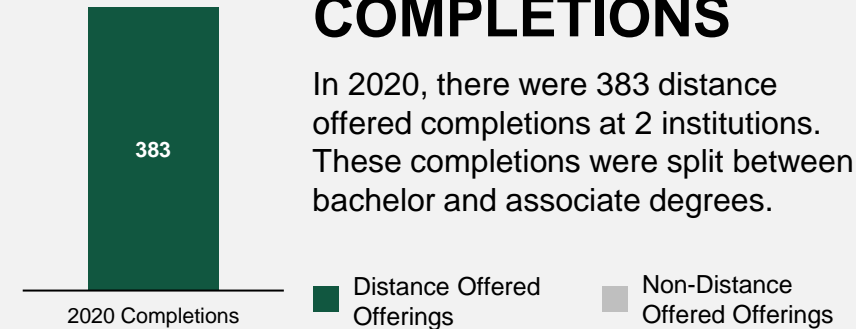 COMPLETIONS
In 2020, there were 383 distance
offered completions at 2 institutions.
These completions were split between
bachelor and associate degrees.
383
2020 Completions
Distance Offered
Offerings
Non-Distance
Offered Offerings